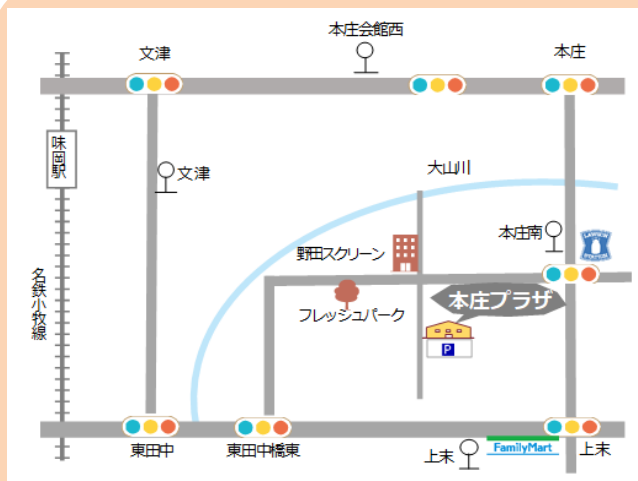 本庄会館西
文津
本庄
味岡駅
文津
大山川
本庄南
LAWSON
STATION
野田スクリーン
名鉄小牧線
本庄プラザ
フレッシュパーク
P
東田中
東田中橋東
上末
FamilyMart
上末